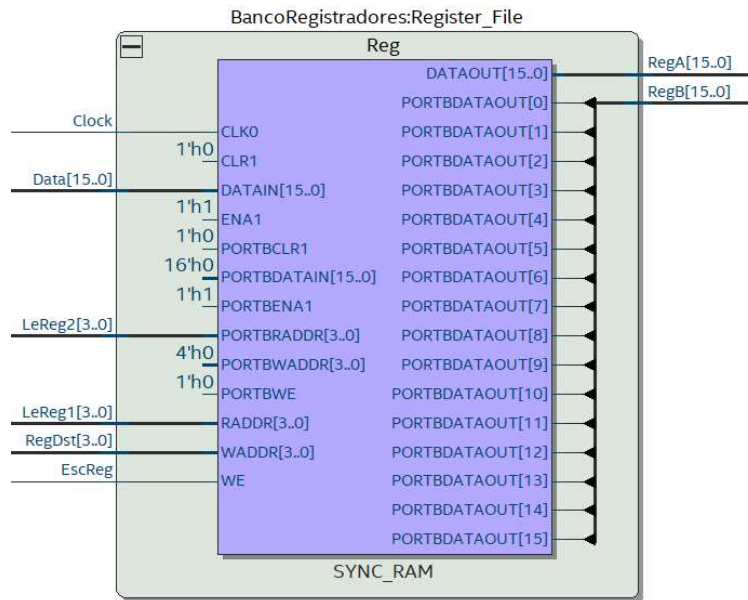 BancoRegistradores:Register_File
Reg
DATAOUT[15..0]
RegA[15..0]
PORTBDATAOUT[0]
RegB[15..0]
Clock
CLK0
PORTBDATAOUT[1]
1'h0
CLR1
PORTBDATAOUT[2]
Data[15..0]
DATAIN[15..0]
PORTBDATAOUT[3]
1'h1
ENA1
PORTBDATAOUT[4]
1'h0
PORTBCLR1
PORTBDATAOUT[5]
16'h0
PORTBDATAIN[15..0]
PORTBDATAOUT[6]
1'h1
PORTBENA1
PORTBDATAOUT[7]
LeReg2[3..0]
PORTBRADDR[3..0]
PORTBDATAOUT[8]
4'h0
PORTBWADDR[3..0]
PORTBDATAOUT[9]
1'h0
PORTBWE
PORTBDATAOUT[10]
LeReg1[3..0]
RADDR[3..0]
PORTBDATAOUT[11]
RegDst[3..0]
WADDR[3..0]
PORTBDATAOUT[12]
EscReg
WE
PORTBDATAOUT[13]
PORTBDATAOUT[14]
PORTBDATAOUT[15]
SYNC_RAM